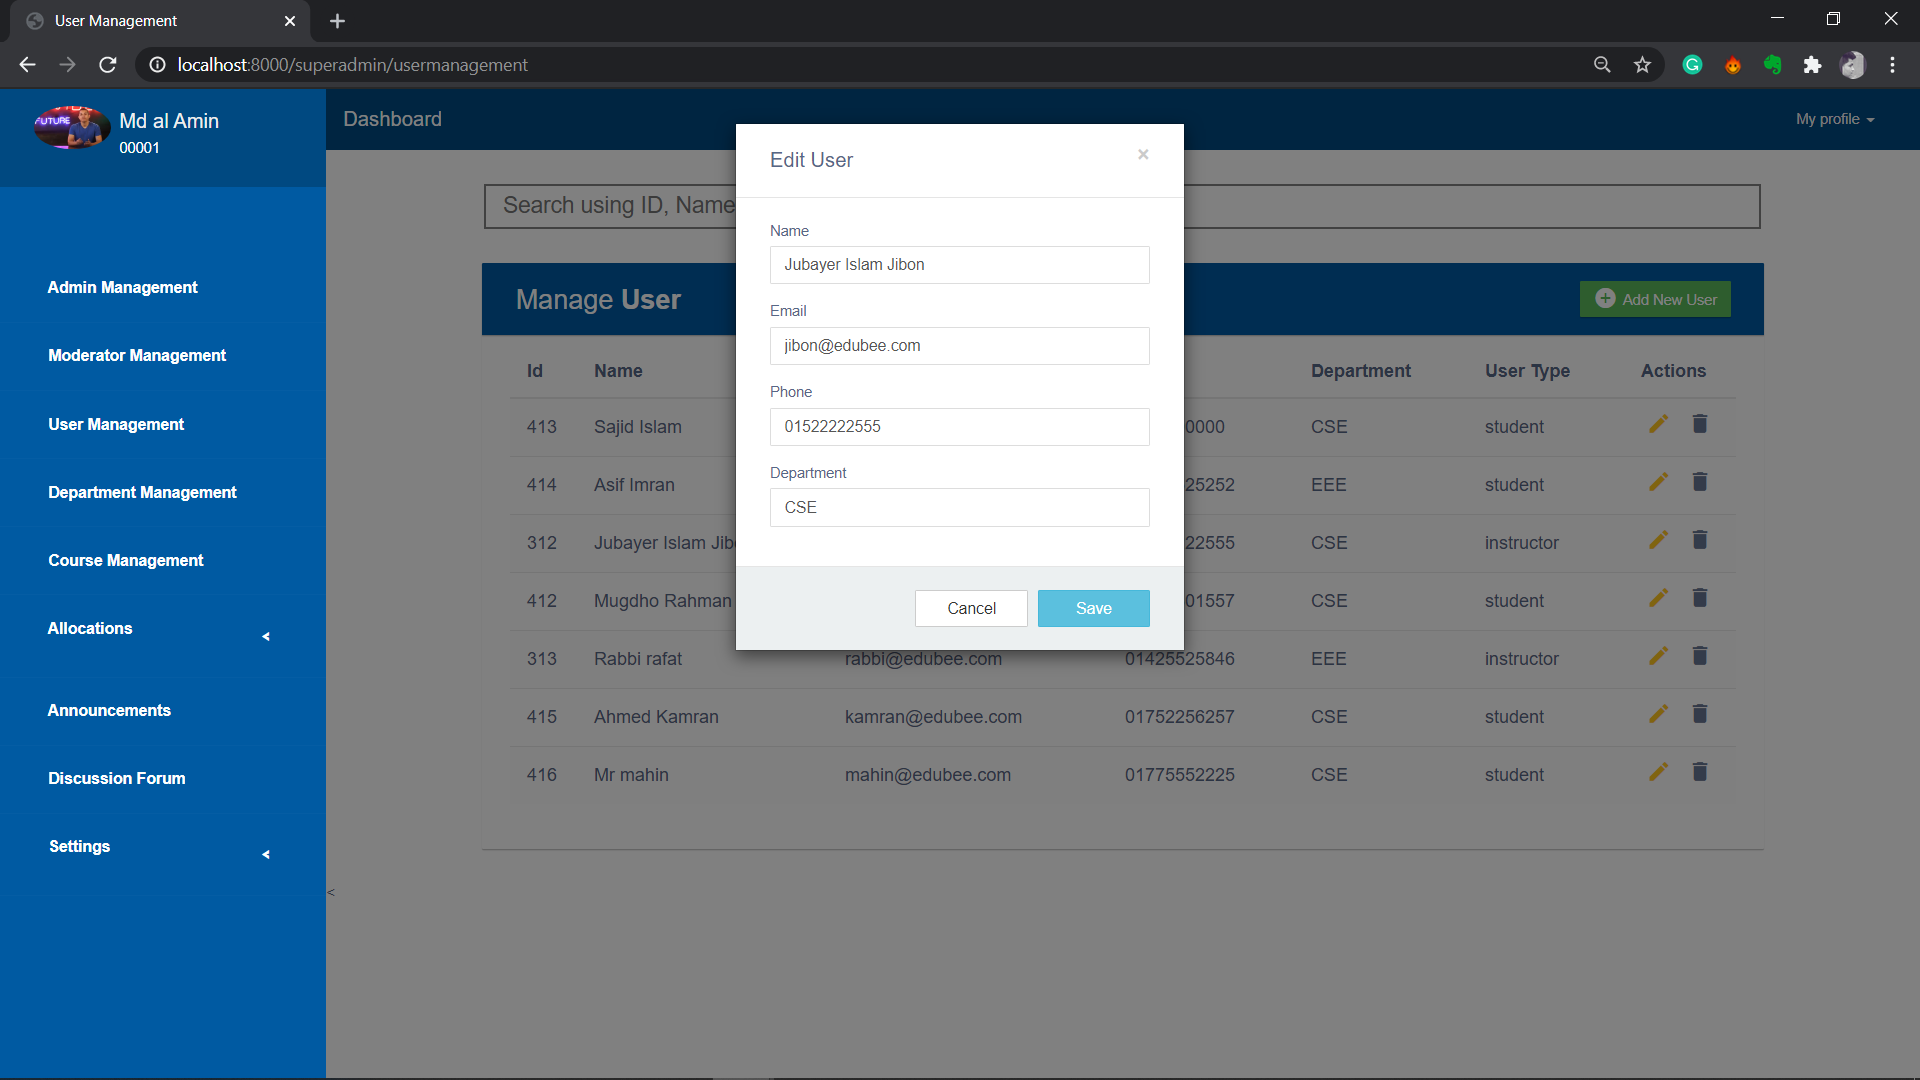 User Management
localhost:8000/superadmin/usermanagement
FUTURE
Md al Amin
00001
Dashboard
My profile
Admin Management
Moderator Management
User Management
Department Management
Course Management
Allocations
<
Announcements
Discussion Forum
Settings
<
<
Search using ID, Name
Manage User
Add New User
Id Name Department User Type Actions
413 Sajid Islam 0000 CSE student
414 Asif Imran 25252 EEE student
312 Jubayer Islam Jib 22555 CSE instructor
412 Mugdho Rahman 01557 CSE student
313 Rabbi rafat rabbi@edubee.com 01425525846 EEE instructor
415 Ahmed Kamran kamran@edubee.com 01752256257 CSE student
416 Mr mahin mahin@edubee.com 01775552225 CSE student
Edit User ×
Name
Jubayer Islam Jibon
Email
jibon@edubee.com
Phone
01522222555
Department
CSE
Cancel Save